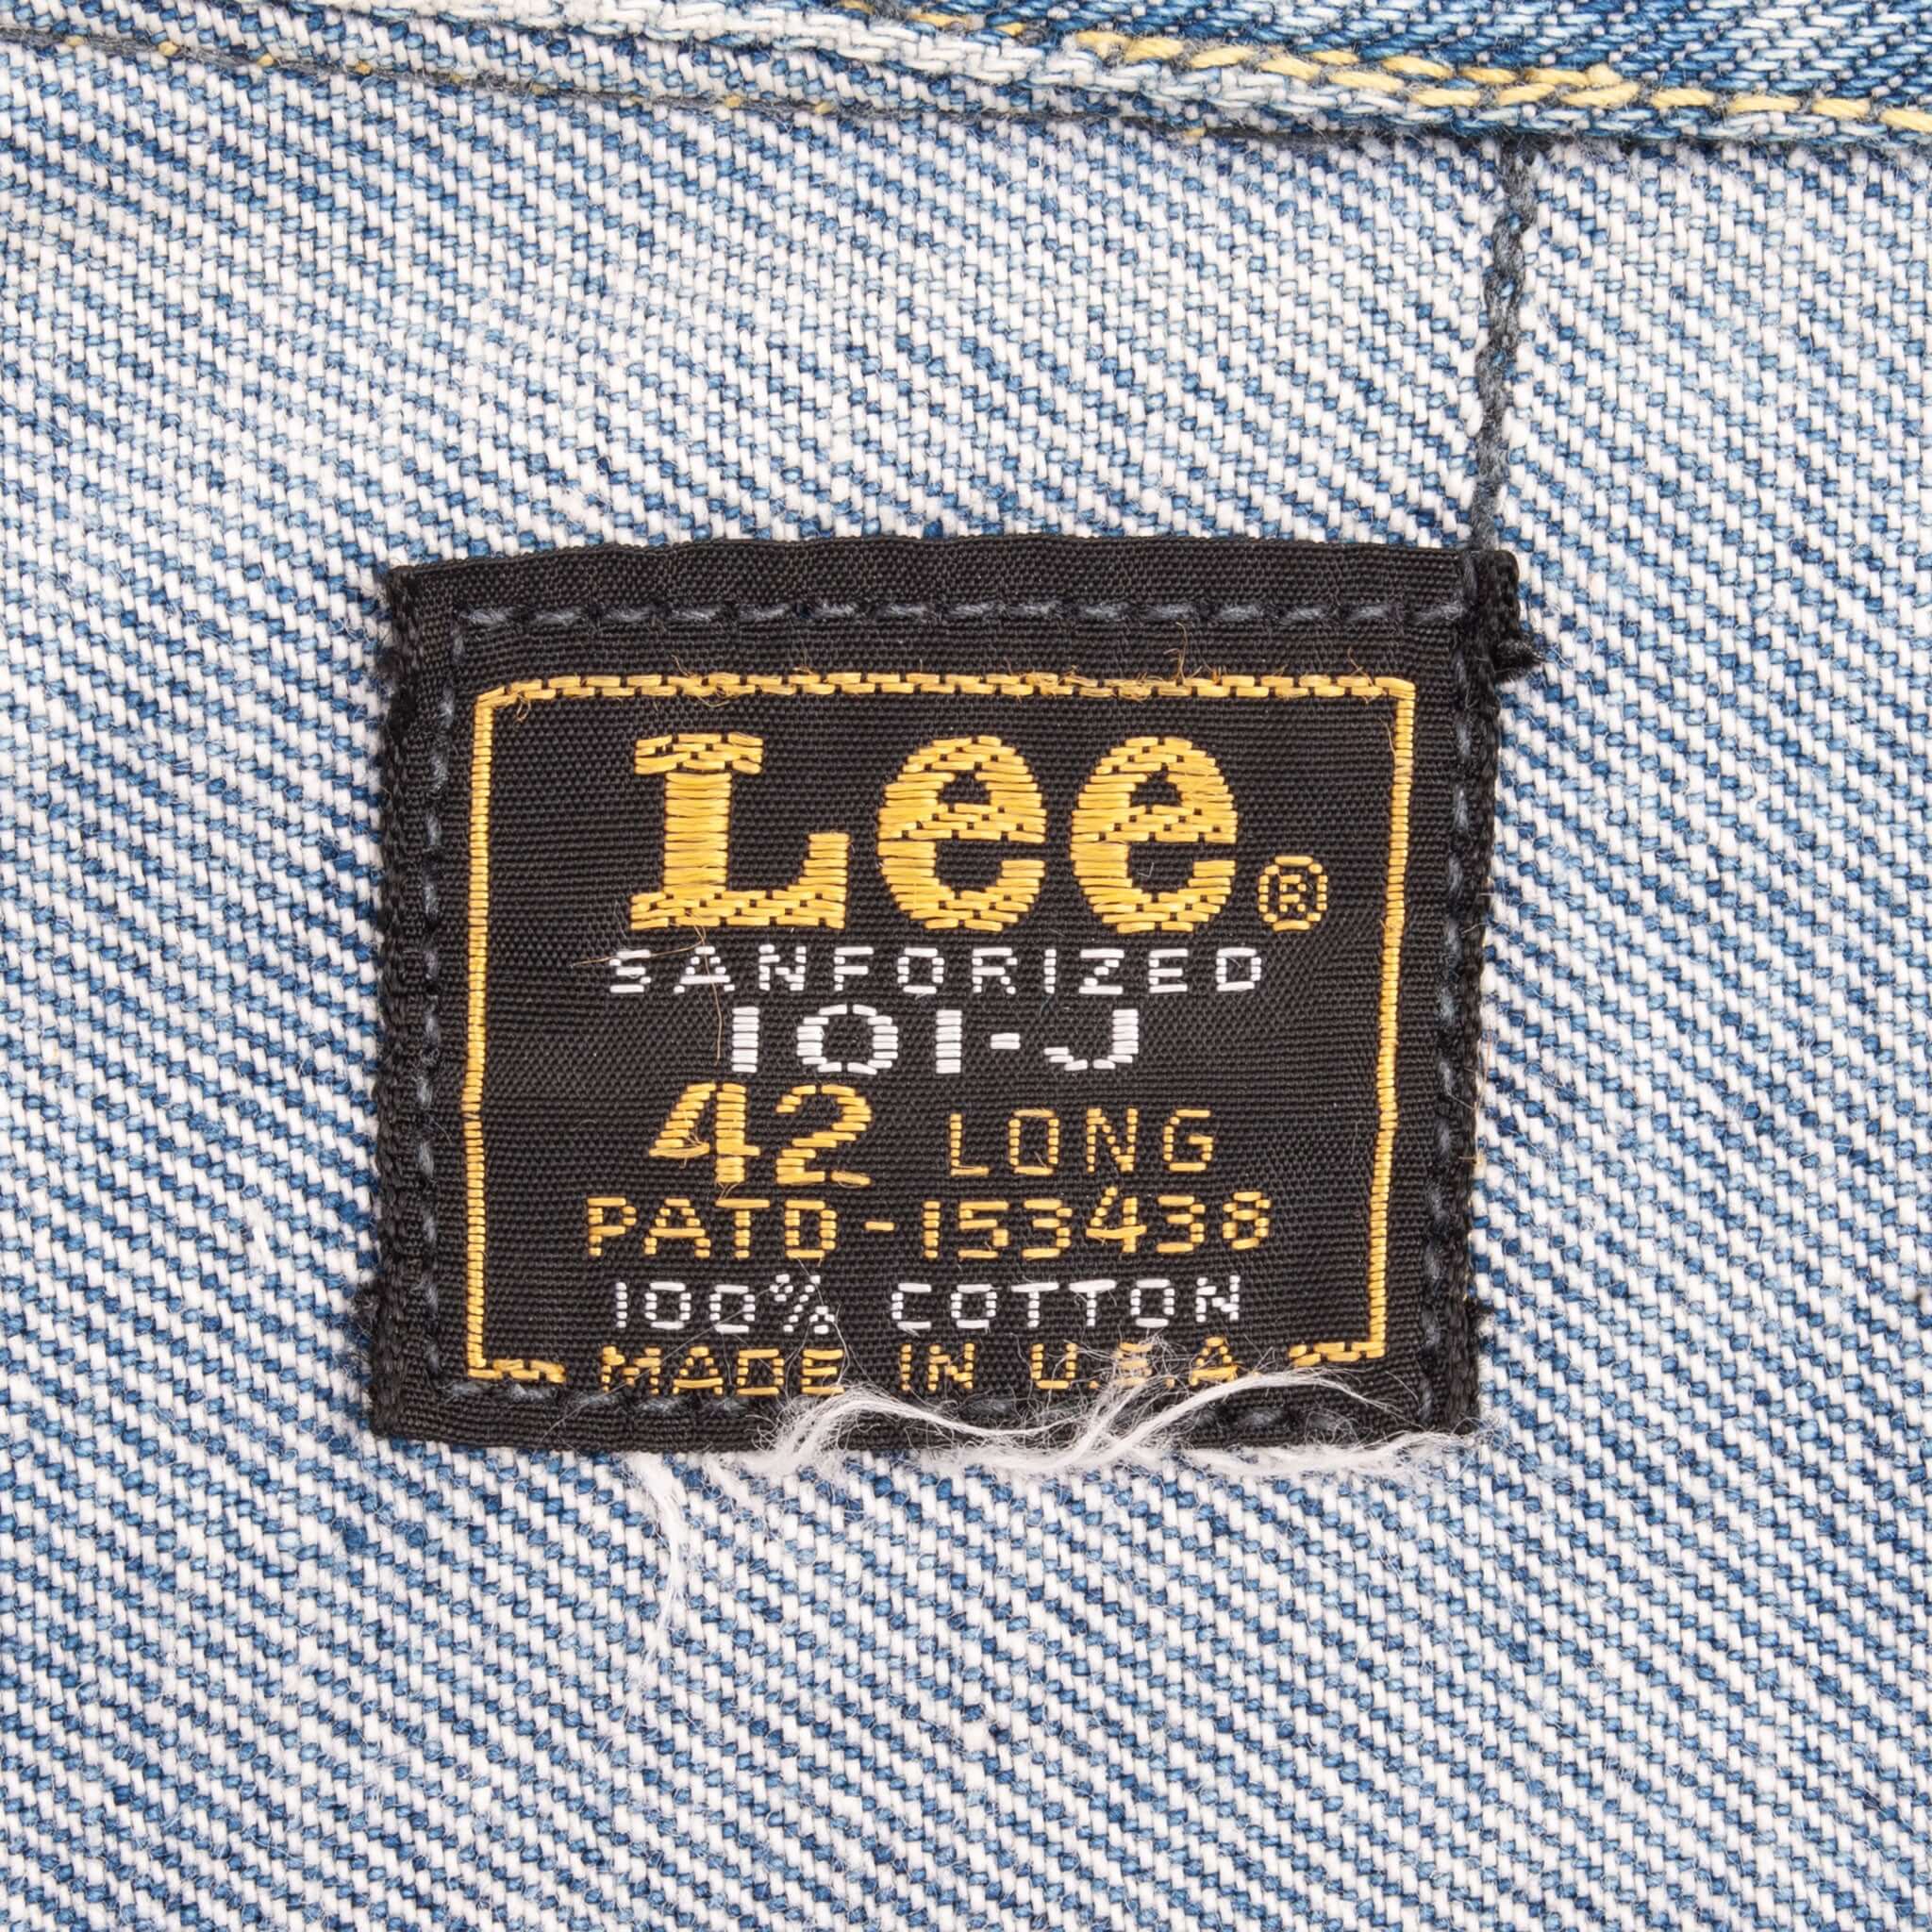 Lee®
SANFORIZED
101-J
42 LONG
PATD-153438
100% COTTON
MADE IN U.S.A.